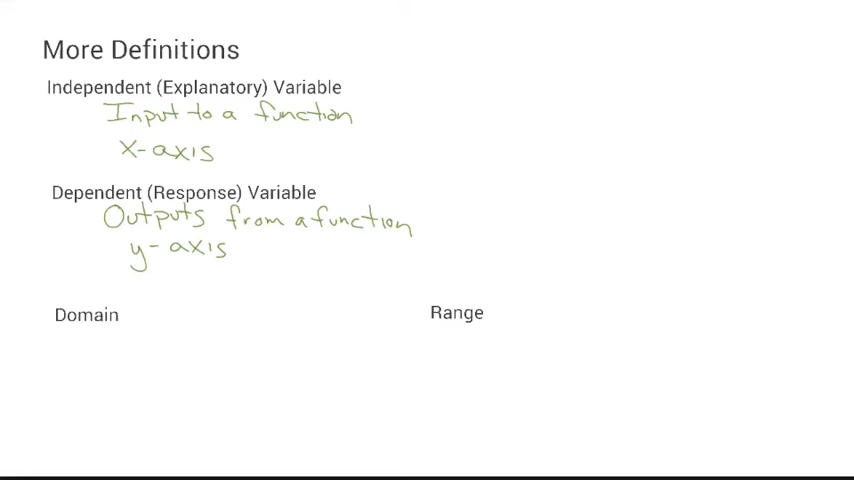 More Definitions
Independent (Explanatory) Variable
Input to a function
x-axis
Dependent (Response) Variable
Outputs from a function
y-axis
Domain
Range